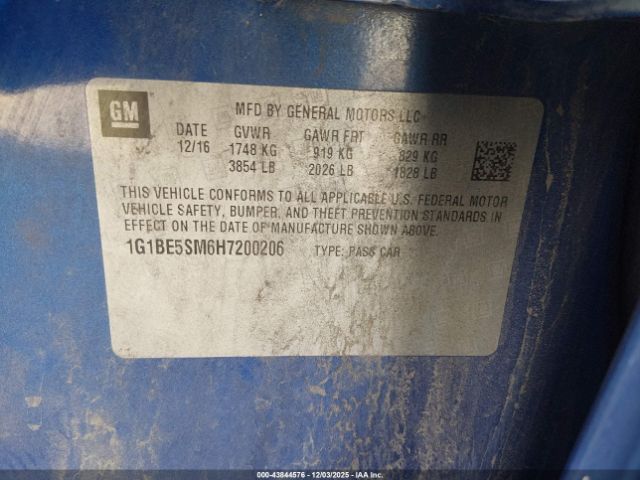 GM
MFD BY GENERAL MOTORS LLC
DATE GVWR GAWR FRT GAWR RR
12/16 1748 KG 919 KG 829 KG
3854 LB 2026 LB 1828 LB
THIS VEHICLE CONFORMS TO ALL APPLICABLE U.S. FEDERAL MOTOR
VEHICLE SAFETY, BUMPER, AND THEFT PREVENTION STANDARDS IN
EFFECT ON THE DATE OF MANUFACTURE SHOWN ABOVE.
1G1BE5SM6H7200206 TYPE: PASS CAR
000-43844576 | 12/03/2025 - IAA Inc.